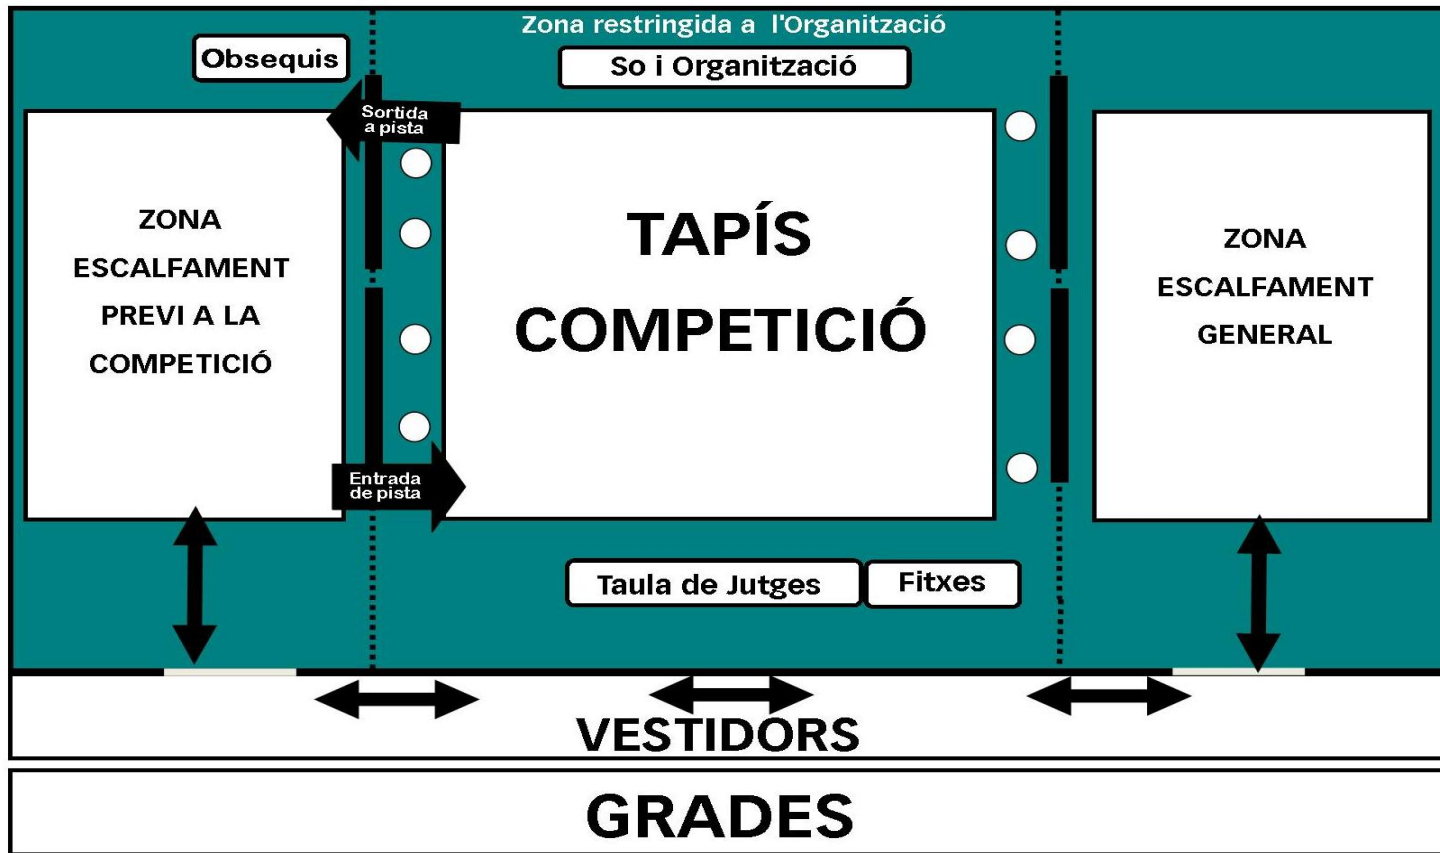 Zona restringida a l'Organització
Obsequis
So i Organització
Sortida
a pista
ZONA
ESCALFAMENT
PREVI A LA
COMPETICIÓ
TAPÍS
COMPETICIÓ
ZONA
ESCALFAMENT
GENERAL
Entrada
de pista
Taula de Jutges
Fitxes
VESTIDORS
GRADES